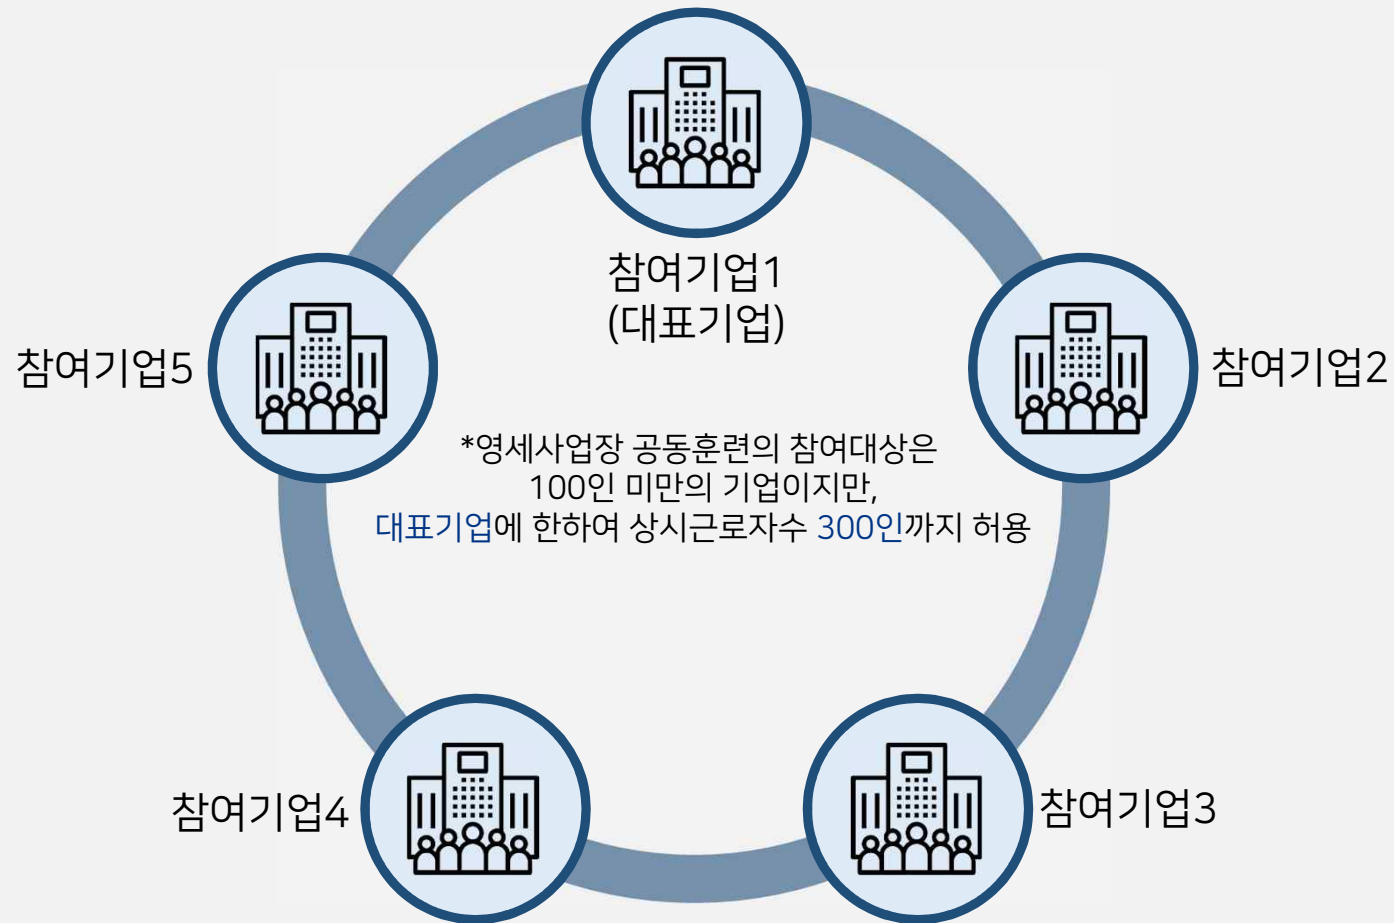 참여기업1
(대표기업)
참여기업5
참여기업2
*영세사업장 공동훈련의 참여대상은
100인 미만의 기업이지만,
대표기업에 한하여 상시근로자수 300인까지 허용
참여기업4
참여기업3